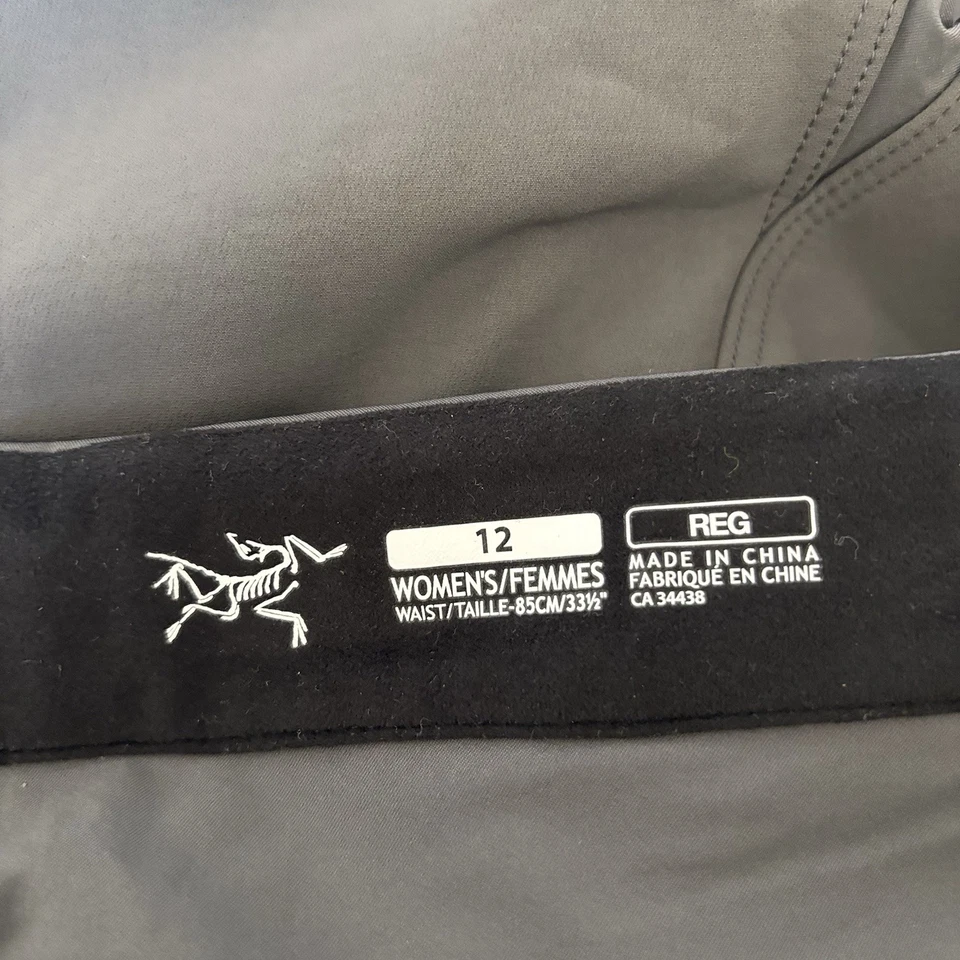 12
WOMEN'S/FEMMES
WAIST/TAILLE-85CM/33½"
REG
MADE IN CHINA
FABRIQUÉ EN CHINE
CA 34438